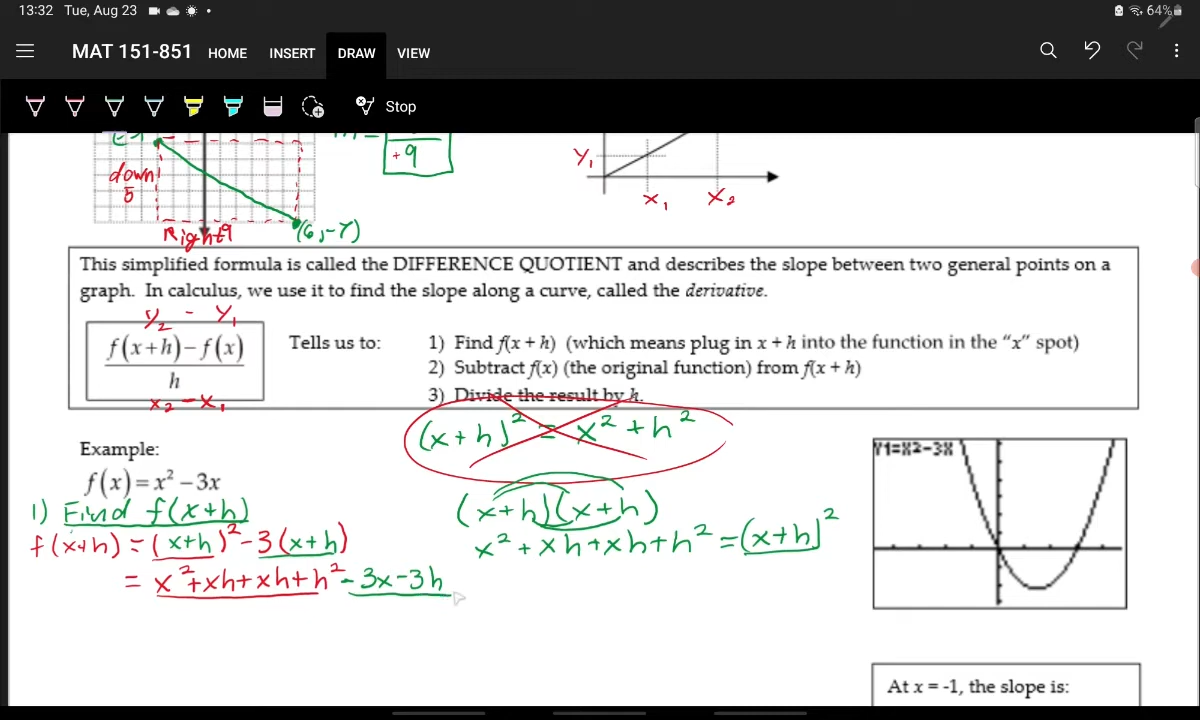 13:32 Tue, Aug 23 64%
MAT 151-851 HOME INSERT DRAW VIEW
Stop
+9
down
5
Right 9
(6,-7)
y₁
x₁ x₂
This simplified formula is called the DIFFERENCE QUOTIENT and describes the slope between two general points on a
graph. In calculus, we use it to find the slope along a curve, called the derivative.
y₂ - y₁
f(x+h)-f(x)
h
x₂-x₁
Tells us to:
1) Find f(x + h) (which means plug in x + h into the function in the "x" spot)
2) Subtract f(x) (the original function) from f(x + h)
3) Divide the result by h.
(x+h)² = x² + h²
Example:
f(x)=x² -3x
1) Find f(x+h)
f(x+h) = (x+h)² - 3(x+h)
= x²+xh+xh+h²-3x-3h
(x+h)(x+h)
x²+xh+xh+h² =(x+h)²
Y1=X2-3X
At x = -1, the slope is: